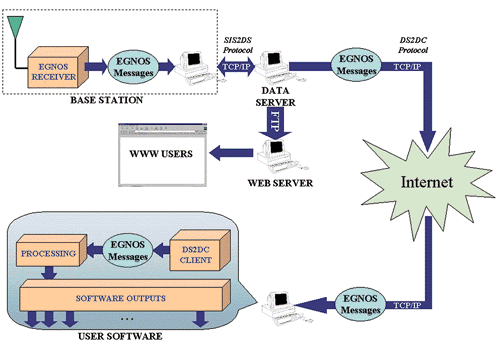 SIS2DS
Protocol
DS2DC
Protocol
EGNOS
RECEIVER
EGNOS
Messages
TCP/IP
EGNOS
Messages
TCP/IP
BASE STATION
DATA
SERVER
FTP
WWW USERS
WEB SERVER
Internet
EGNOS
Messages
DS2DC
CLIENT
PROCESSING
SOFTWARE OUTPUTS
...
USER SOFTWARE
EGNOS
Messages
TCP/IP